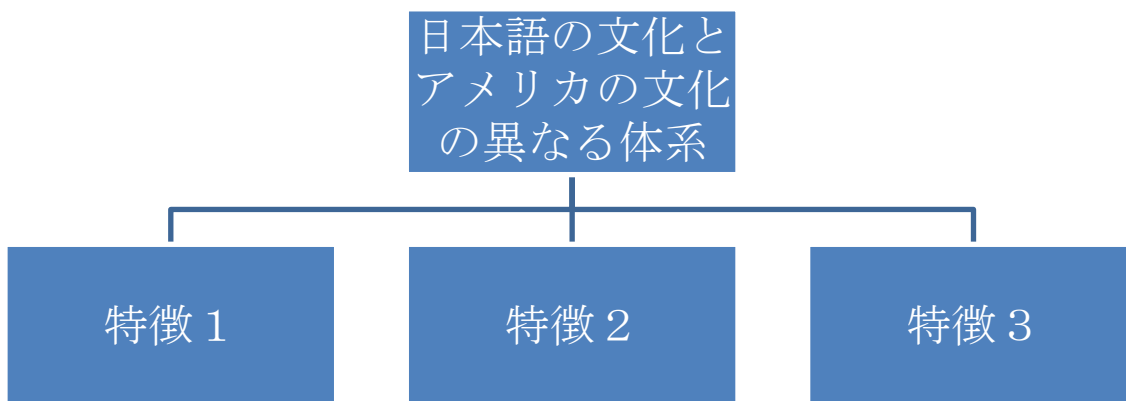 日本語の文化と
アメリカの文化
の異なる体系
特徴１
特徴２
特徴３